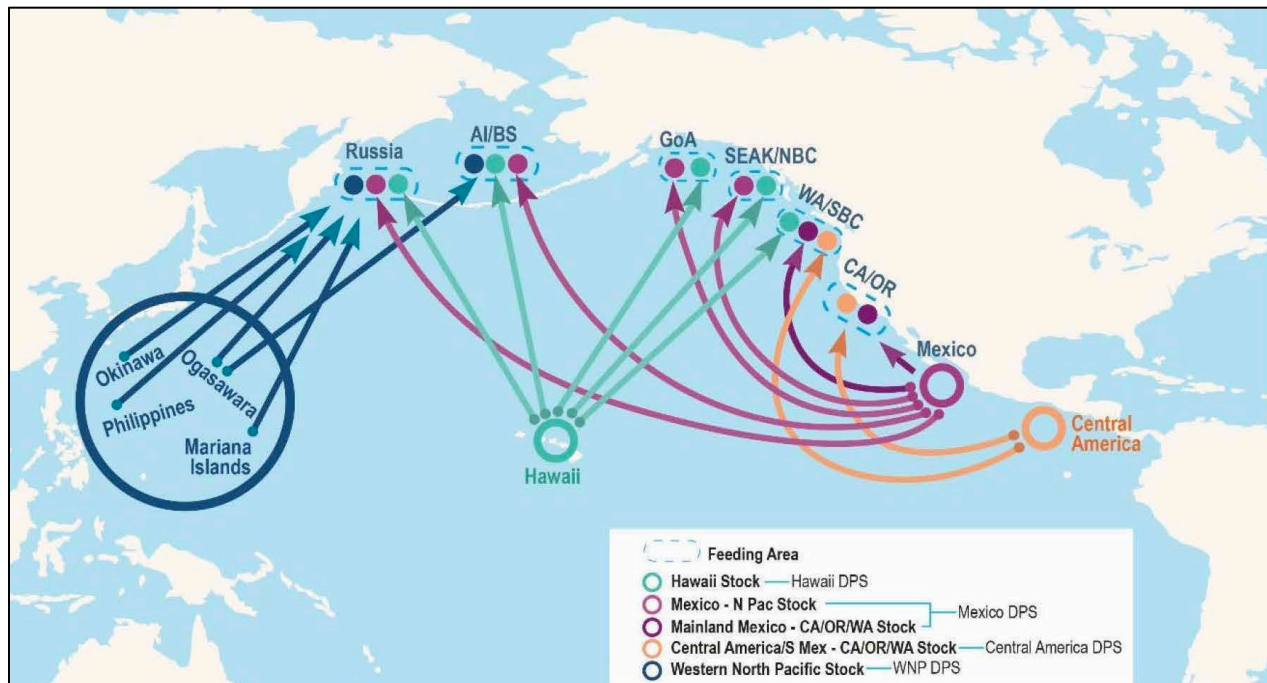 AI/BS
Russia
GoA
SEAK/NBC
WA/SBC
CA/OR
Mexico
Okinawa
Ogasawara
Philippines
Mariana
Islands
Hawaii
Central
America
Feeding Area
Hawaii Stock Hawaii DPS
Mexico - N Pac Stock
Mexico DPS
Mainland Mexico - CA/OR/WA Stock
Central America/S Mex - CA/OR/WA Stock Central America DPS
Western North Pacific Stock WNP DPS